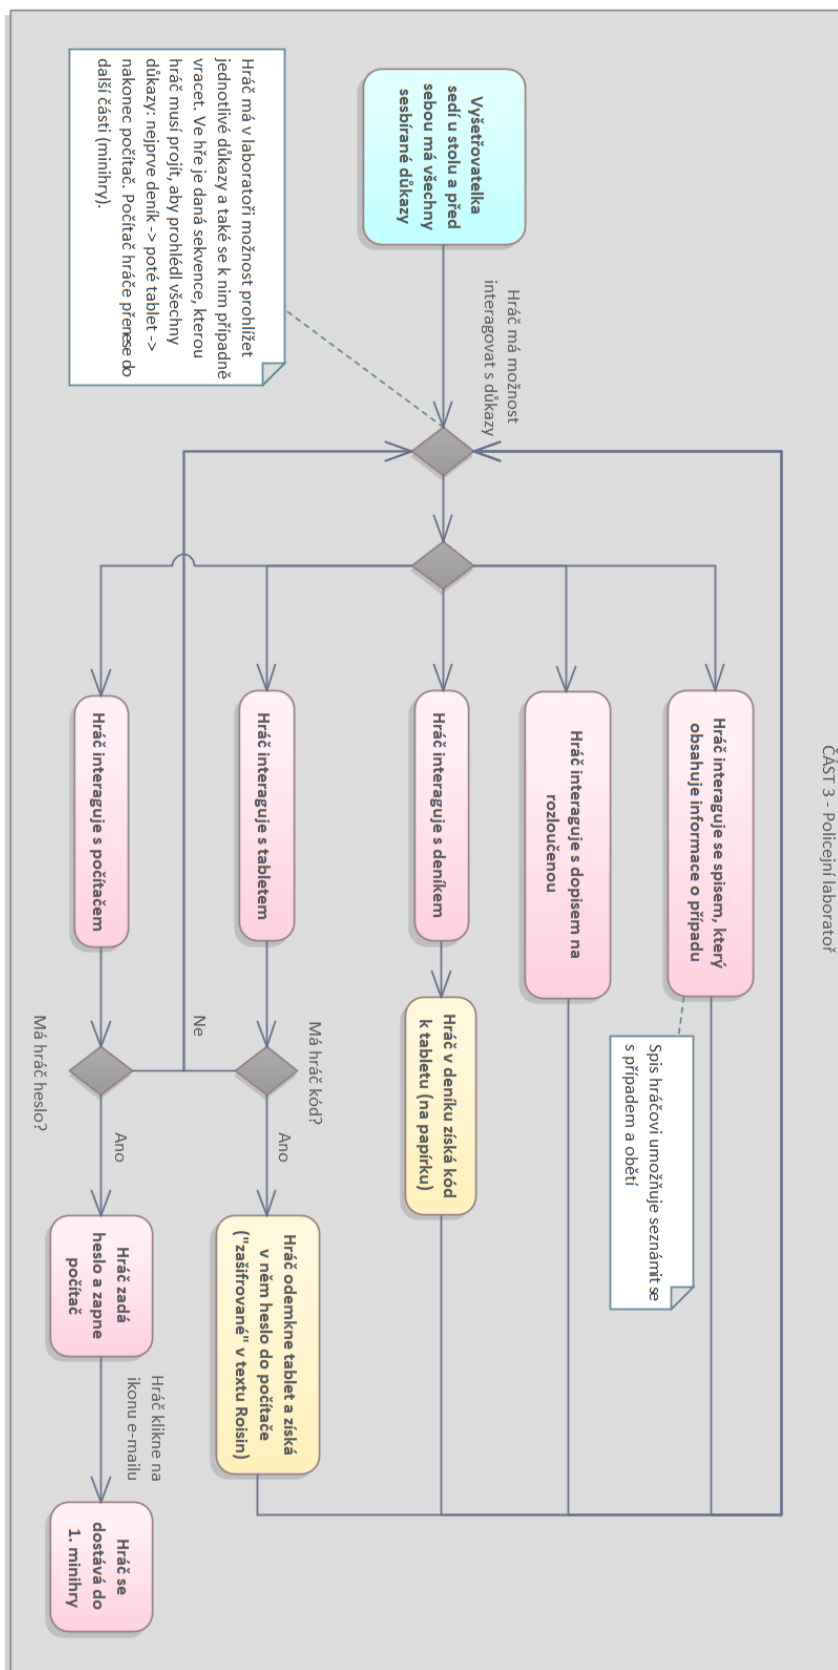 ČÁST 3 - Policejní laboratoř
Vyšetřovatelka
sedí u stolu a před
sebou má všechny
sesbírané důkazy
Hráč má možnost
interagovat s důkazy
Hráč má v laboratoři možnost prohlížet
jednotlivé důkazy a také se k nim případně
vracet. Ve hře je daná sekvence, kterou
hráč musí projít, aby prohlédl všechny
důkazy: nejprve deník -> poté tablet ->
nakonec počítač. Počítač hráče přenese do
další části (minihry).
Hráč interaguje se spisem, který
obsahuje informace o případu
Spis hráčovi umožňuje seznámit se
s případem a obětí
Hráč interaguje s dopisem na
rozloučenou
Hráč interaguje s deníkem
Hráč v deníku získá kód
k tabletu (na papírku)
Hráč interaguje s tabletem
Má hráč kód?
Ano
Hráč odemkne tablet a získá
v něm heslo do počítače
("zašifrované" v textu Roisin)
Ne
Hráč interaguje s počítačem
Má hráč heslo?
Ano
Hráč zadá
heslo a zapne
počítač
Hráč klikne na
ikonu e-mailu
Hráč se
dostává do
1. minihry